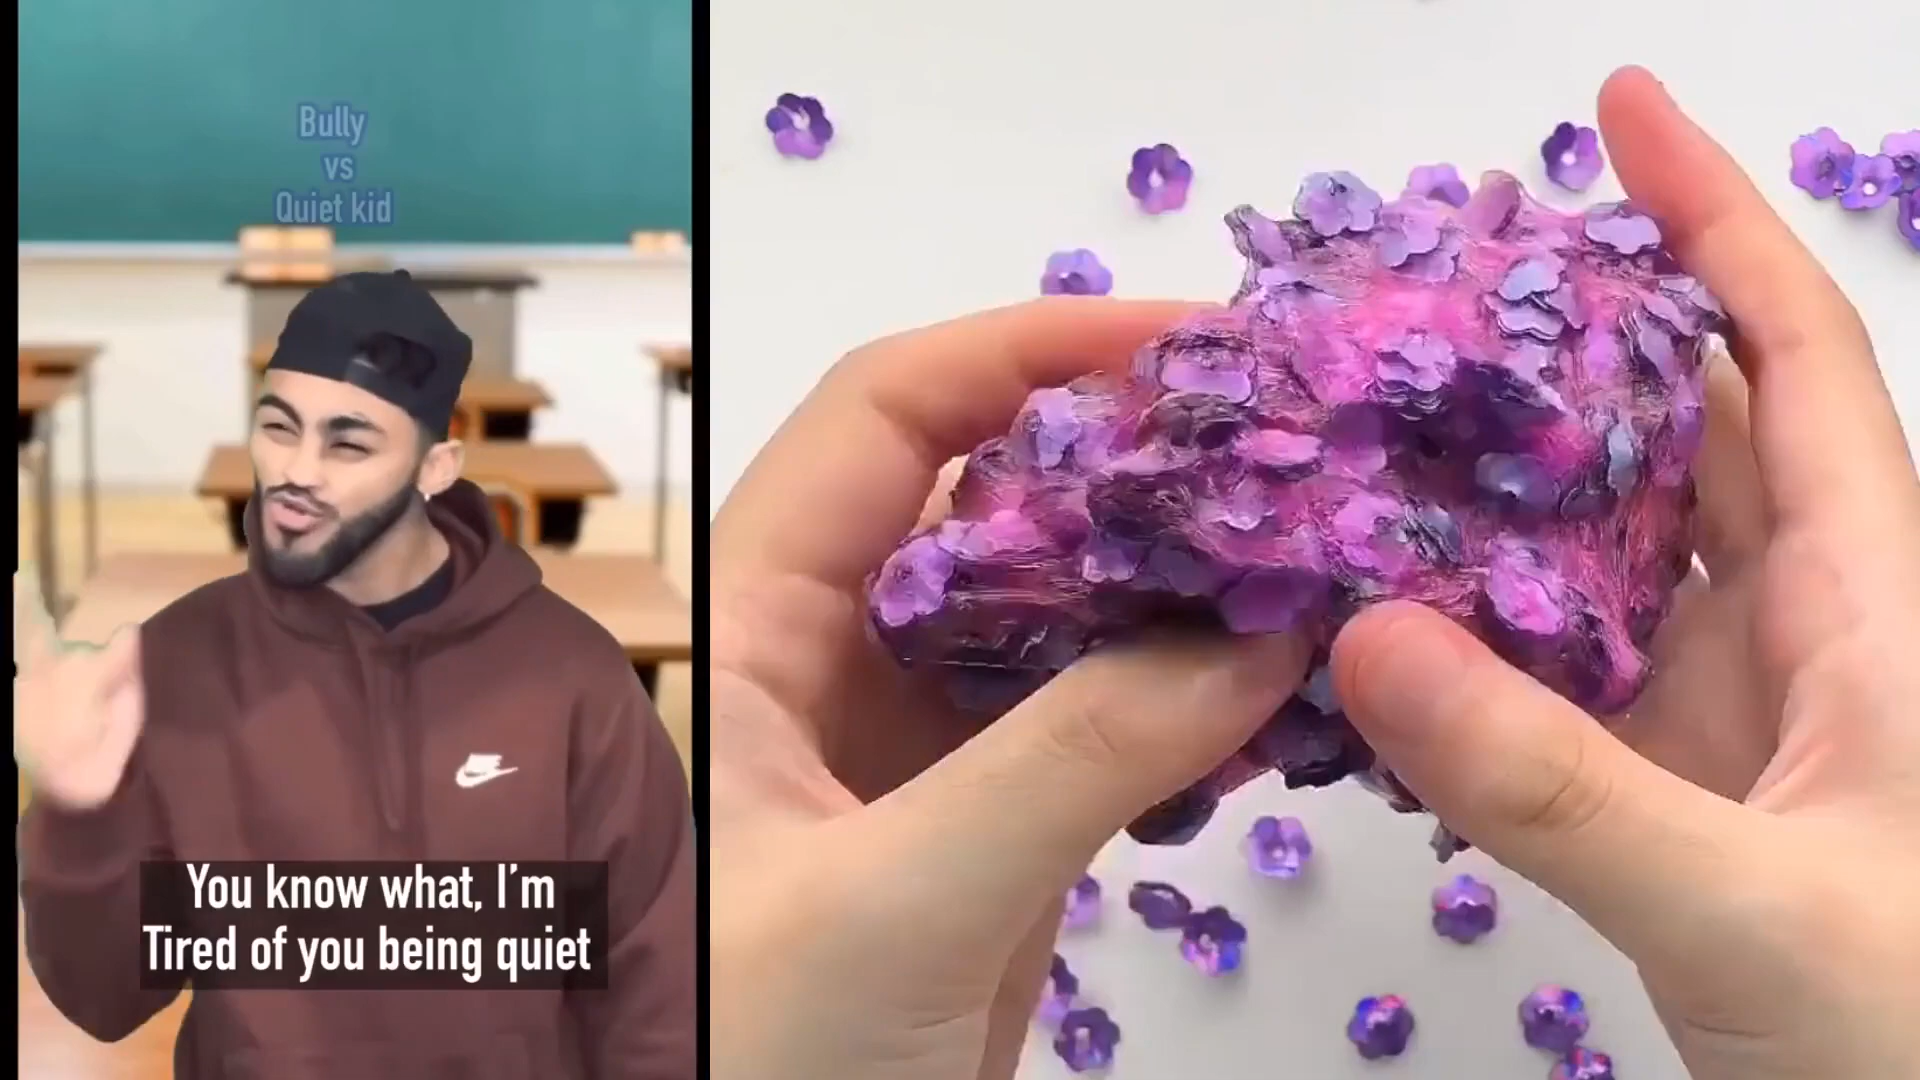 Bully
vs
Quiet kid
You know what, I'm
Tired of you being quiet